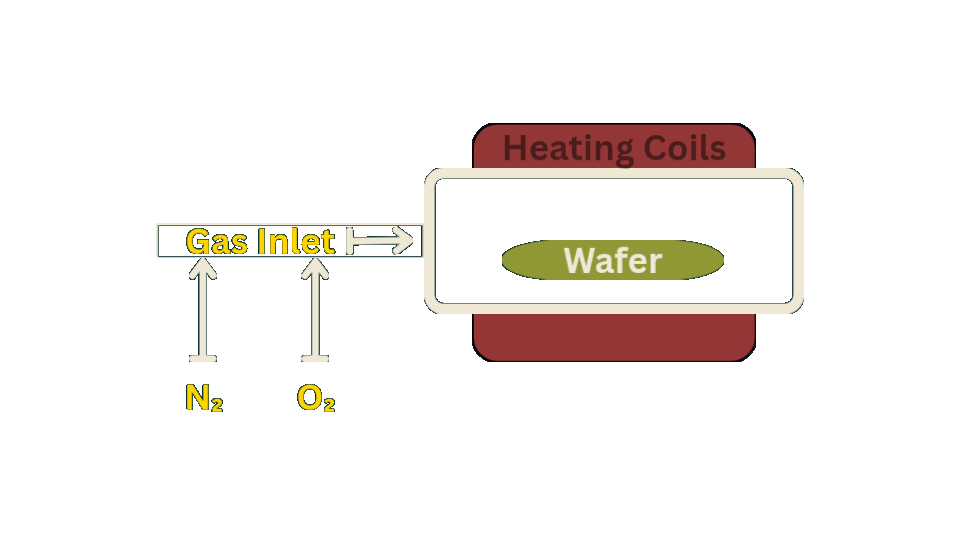 Heating Coils
Gas Inlet
Wafer
N₂
O₂